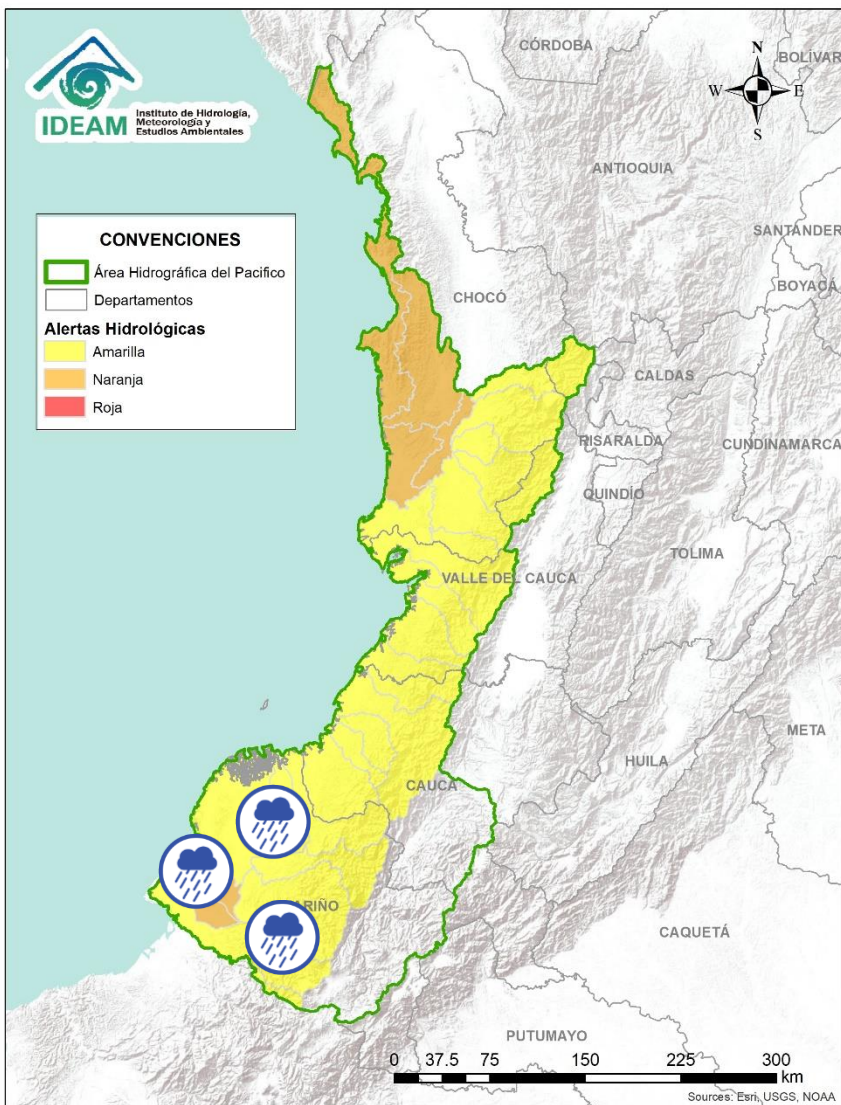 IDEAM
Instituto de Hidrología,
Meteorología y
Estudios Ambientales
CÓRDOBA
BOLÍVAR
N
W
E
S
ANTIOQUIA
SANTANDER
BOYACÁ
CONVENCIONES
Área Hidrográfica del Pacifico
Departamentos
Alertas Hidrológicas
Amarilla
Naranja
Roja
CHOCÓ
CALDAS
RISARALDA
CUNDINAMARCA
QUINDÍO
TOLIMA
VALLE DEL CAUCA
META
HUILA
CAUCA
ARIÑO
CAQUETÁ
PUTUMAYO
0 37.5 75 150 225 300
km
Sources: Esri, USGS, NOAA